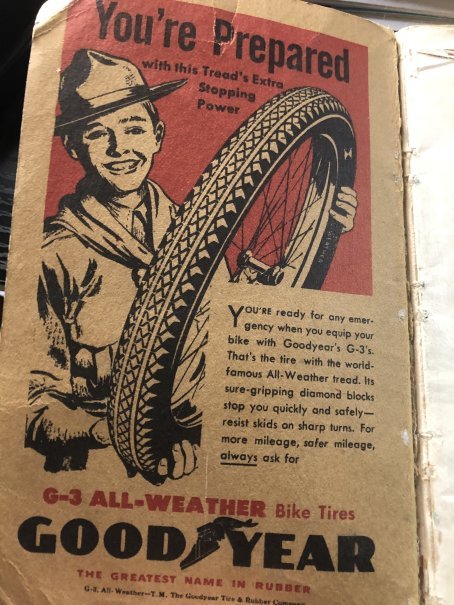 You're Prepared
with this Tread's Extra
Stopping
Power
YOU'RE ready for any emer-
gency when you equip your
bike with Goodyear's G-3's.
That's the tire with the world-
famous All-Weather tread. Its
sure-gripping diamond blocks
stop you quickly and safely—
resist skids on sharp turns. For
more mileage, safer mileage,
always ask for
G-3 ALL-WEATHER Bike Tires
GOOD YEAR
THE GREATEST NAME IN RUBBER
G-3, All-Weather—T.M. The Goodyear Tire & Rubber Company